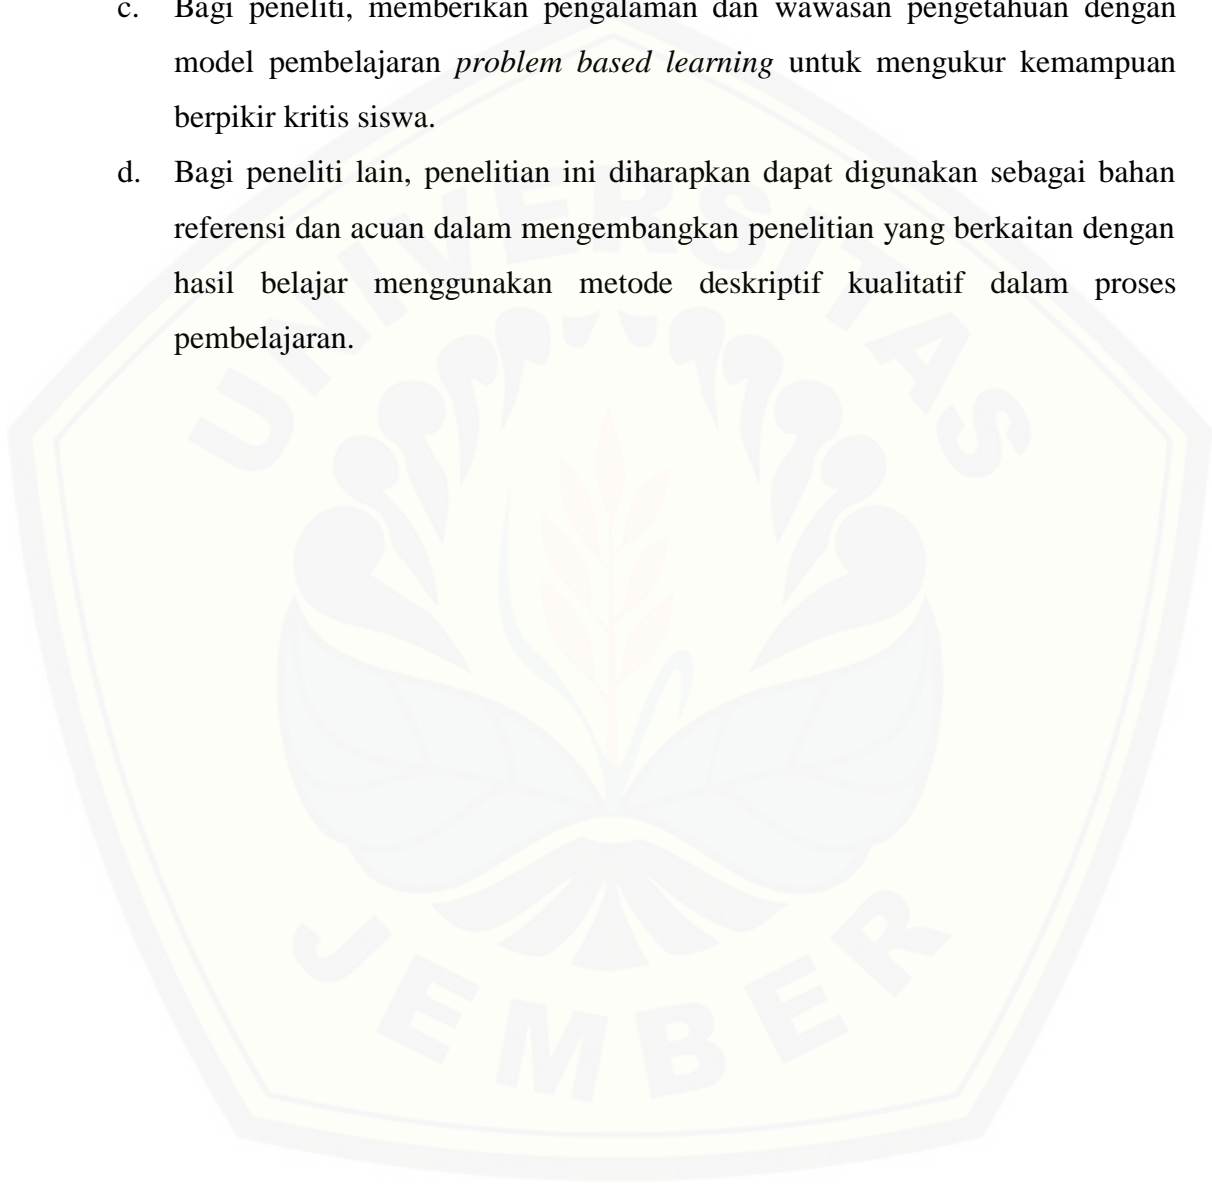 c. Bagi peneliti, memberikan pengalaman dan wawasan pengetahuan dengan
model pembelajaran problem based learning untuk mengukur kemampuan
berpikir kritis siswa.
d. Bagi peneliti lain, penelitian ini diharapkan dapat digunakan sebagai bahan
referensi dan acuan dalam mengembangkan penelitian yang berkaitan dengan
hasil belajar menggunakan metode deskriptif kualitatif dalam proses
pembelajaran.
UNIVERSITAS
JEMBER